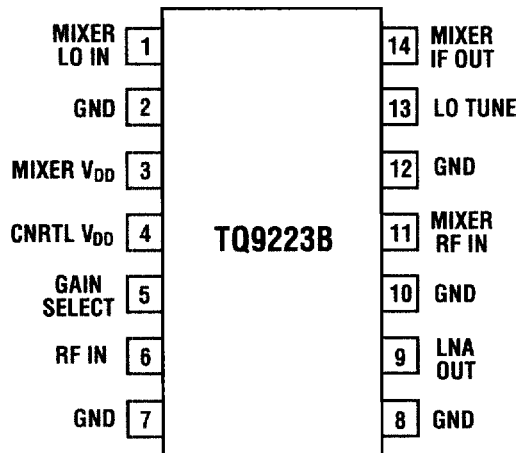 MIXER
LO IN
1
GND
2
MIXER VDD
3
CNRTL VDD
4
GAIN
SELECT
5
RF IN
6
GND
7
TQ9223B
14
MIXER
IF OUT
13
LO TUNE
12
GND
11
MIXER
RF IN
10
GND
9
LNA
OUT
8
GND